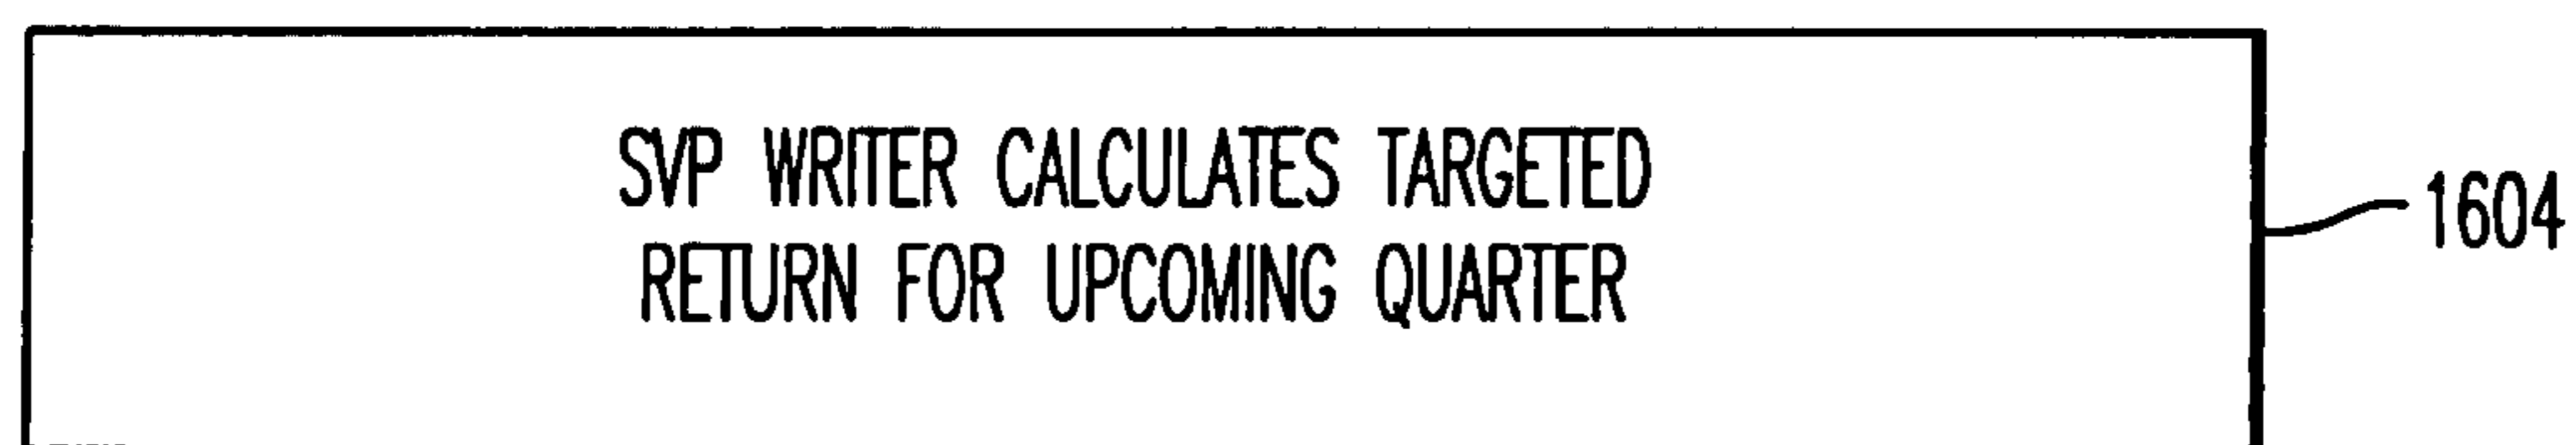 SVP WRITER CALCULATES TARGETED
RETURN FOR UPCOMING QUARTER
1604